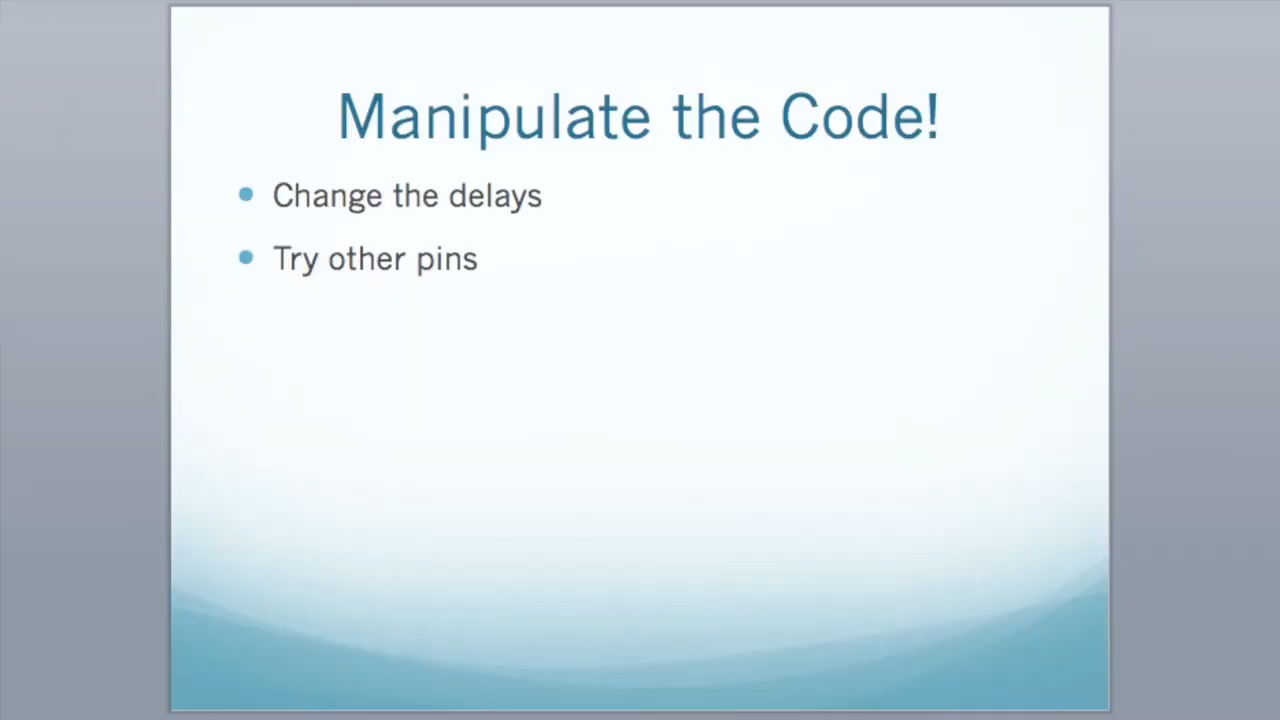 Manipulate the Code!
Change the delays
Try other pins